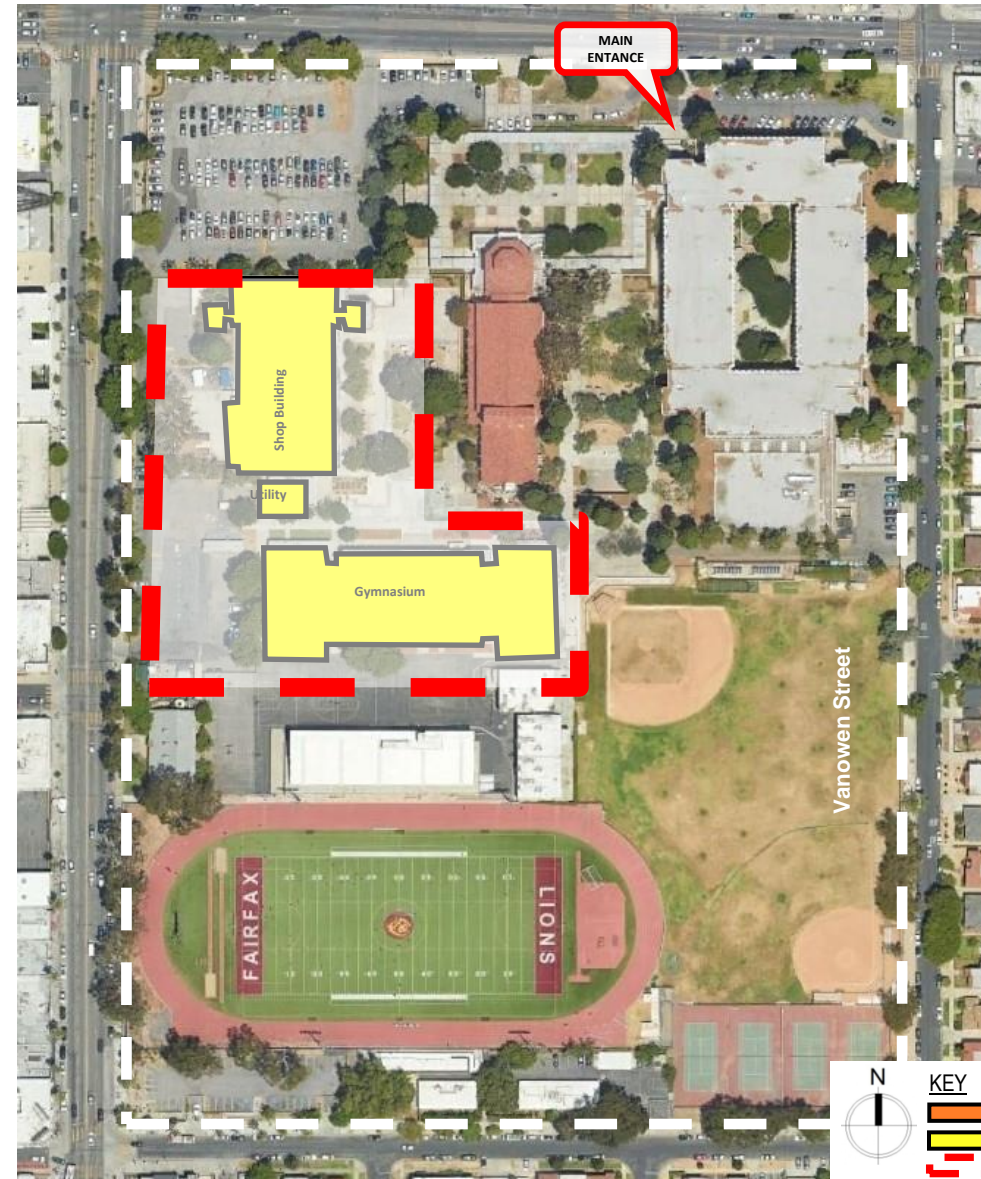 MAIN
ENTANCE
Shop Building
Utility
Gymnasium
Vanowen Street
FAIRFAX
LIONS
N
KEY